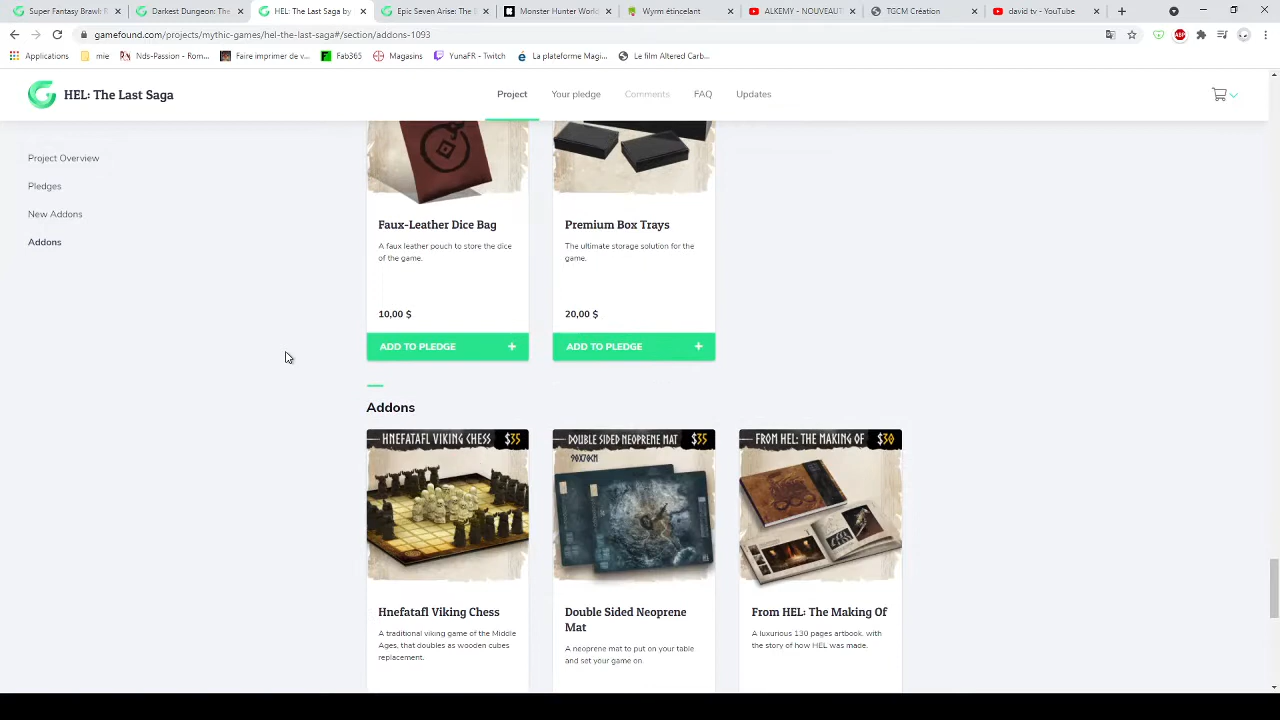 Super Fantasy Brawl: R
Darkest Dungeon: The
HEL: The Last Saga by
Epic Seven Arise: The
Monster Hunter World
Wyrm étincelant
ALKEMY - NOUVEAUT
TGCM Création
david tv - YouTube
gamefound.com/projects/mythic-games/hel-the-last-saga#/section/addons-1093
Applications
mie
Nds-Passion - Rom...
Faire imprimer de v...
Fab365
Magasins
YunaFR - Twitch
La plateforme Magi...
Le film Altered Carb...
HEL: The Last Saga
Project
Your pledge
Comments
FAQ
Updates
Project Overview
Pledges
New Addons
Addons
Faux-Leather Dice Bag
A faux leather pouch to store the dice
of the game.
10,00 $
ADD TO PLEDGE +
Premium Box Trays
The ultimate storage solution for the
game.
20,00 $
ADD TO PLEDGE +
Addons
HNEFATAFL VIKING CHESS $35
Hnefatafl Viking Chess
A traditional viking game of the Middle
Ages, that doubles as wooden cubes
replacement.
DOUBLE SIDED NEOPRENE MAT $35
90X70CM
Double Sided Neoprene
Mat
A neoprene mat to put on your table
and set your game on.
FROM HEL: THE MAKING OF $30
From HEL: The Making Of
A luxurious 130 pages artbook, with
the story of how HEL was made.